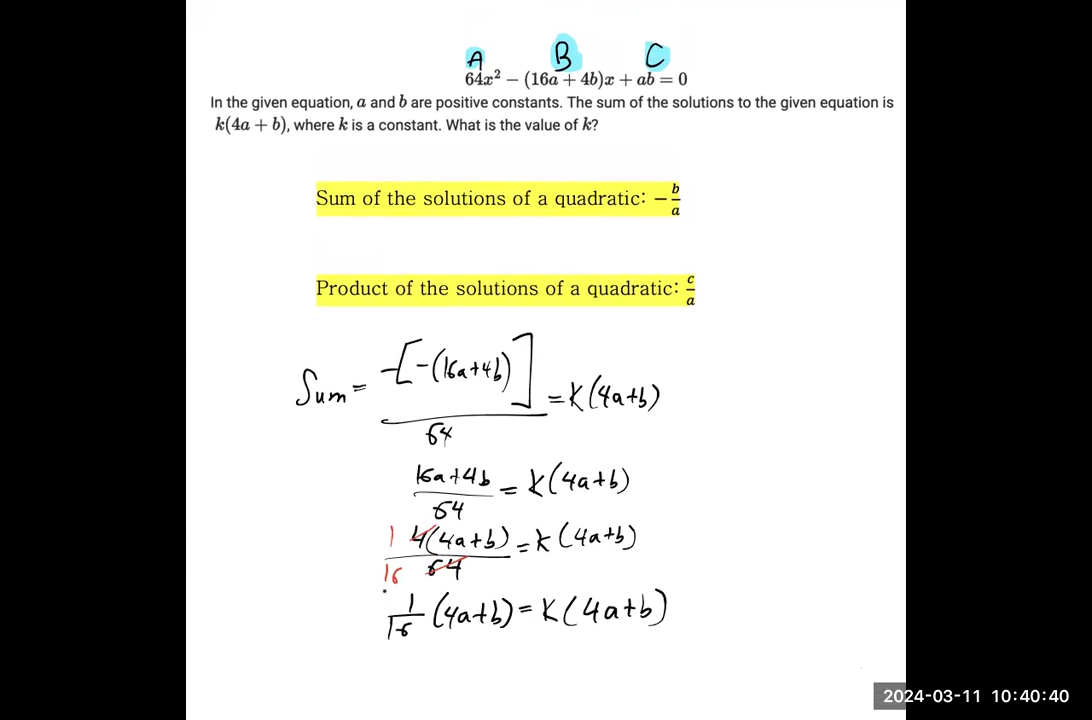 A B C
64x² − (16a + 4b)x + ab = 0
In the given equation, a and b are positive constants. The sum of the solutions to the given equation is
k(4a + b), where k is a constant. What is the value of k?
Sum of the solutions of a quadratic: −b/a
Product of the solutions of a quadratic: c/a
Sum = -[-(16a+4b)]/64 = K(4a+b)
16a+4b/64 = K(4a+b)
1 4(4a+b)/16 64 = K(4a+b)
1/16 (4a+b) = K(4a+b)
2024-03-11 10:40:40